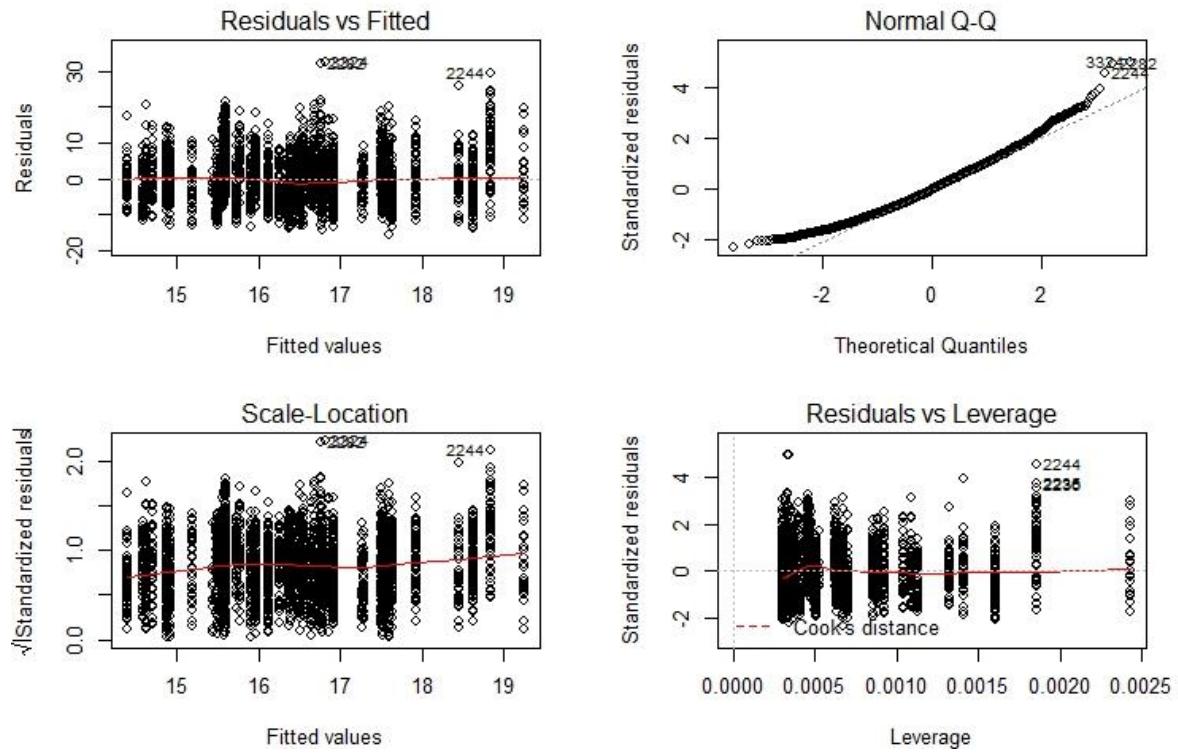 Residuals vs Fitted
Residuals
30
10
0
-20
2244
15
16
17
18
19
Fitted values
Normal Q-Q
Standardized residuals
4
2
0
-2
2244
-2
0
2
Theoretical Quantiles
Scale-Location
√|Standardized residuals|
2.0
1.0
0.0
2244
15
16
17
18
19
Fitted values
Residuals vs Leverage
Standardized residuals
4
2
0
-2
2244
Cook's distance
0.0000
0.0005
0.0010
0.0015
0.0020
0.0025
Leverage